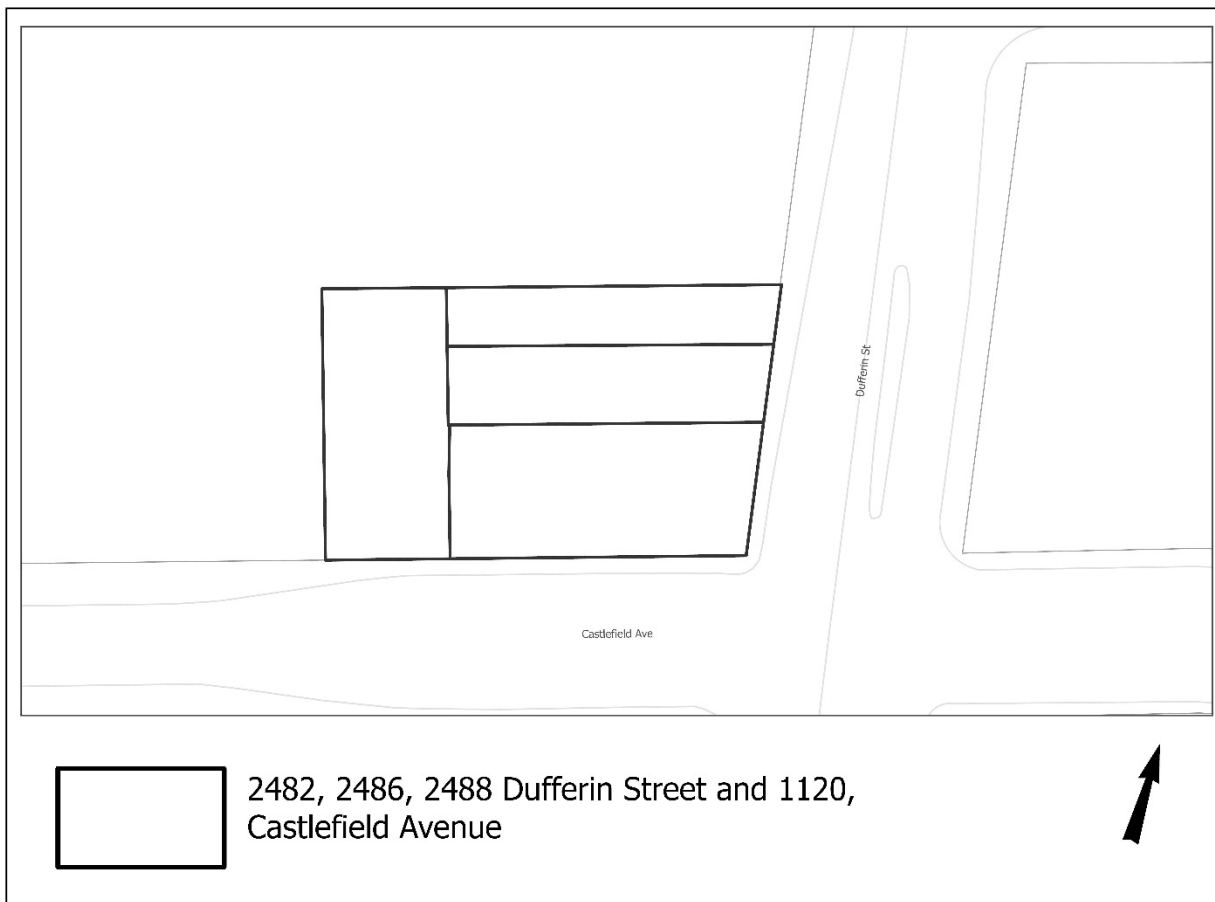 Dufferin St
Castlefield Ave
2482, 2486, 2488 Dufferin Street and 1120,
Castlefield Avenue